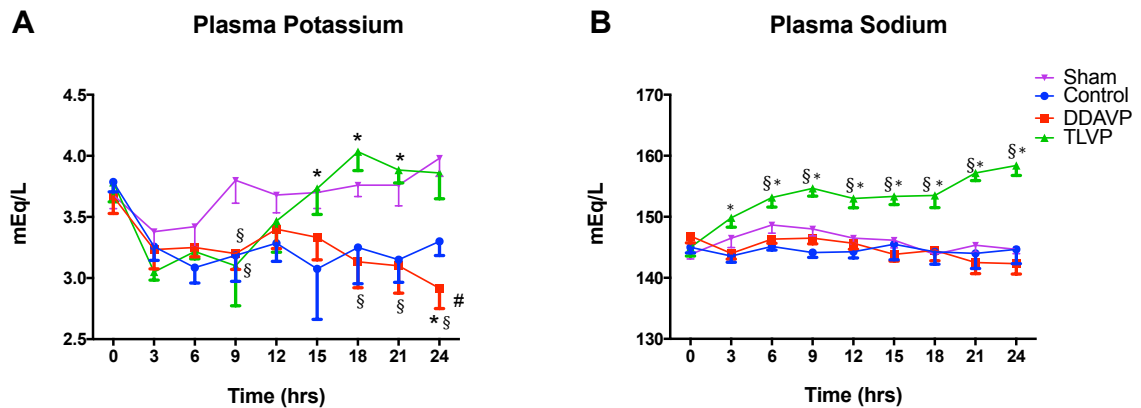 A Plasma Potassium
mEq/L
4.5
4.0
3.5
3.0
2.5
0 3 6 9 12 15 18 21 24
Time (hrs)
§
§
*
*
*
§
§
#
*§
B Plasma Sodium
mEq/L
170
160
150
140
130
0 3 6 9 12 15 18 21 24
Time (hrs)
*
§*
§*
§*
§*
§*
§*
§*
Sham
Control
DDAVP
TLVP